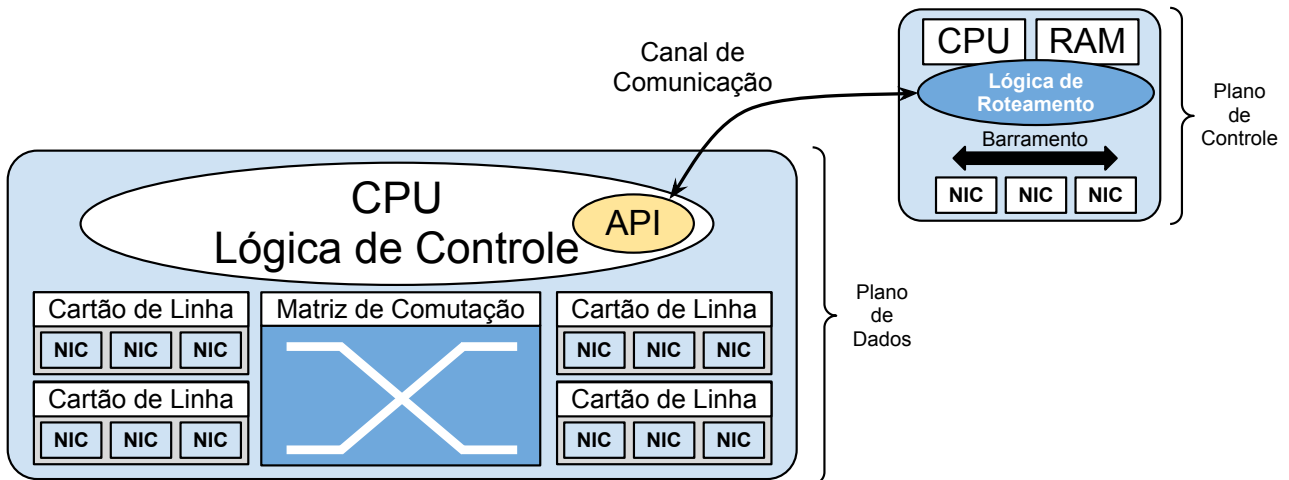 Canal de
Comunicação
CPU
RAM
Lógica de
Roteamento
Barramento
NIC
NIC
NIC
Plano
de
Controle
CPU
Lógica de Controle
API
Cartão de Linha
NIC
NIC
NIC
Cartão de Linha
NIC
NIC
NIC
Matriz de Comutação
Cartão de Linha
NIC
NIC
NIC
Cartão de Linha
NIC
NIC
NIC
Plano
de
Dados